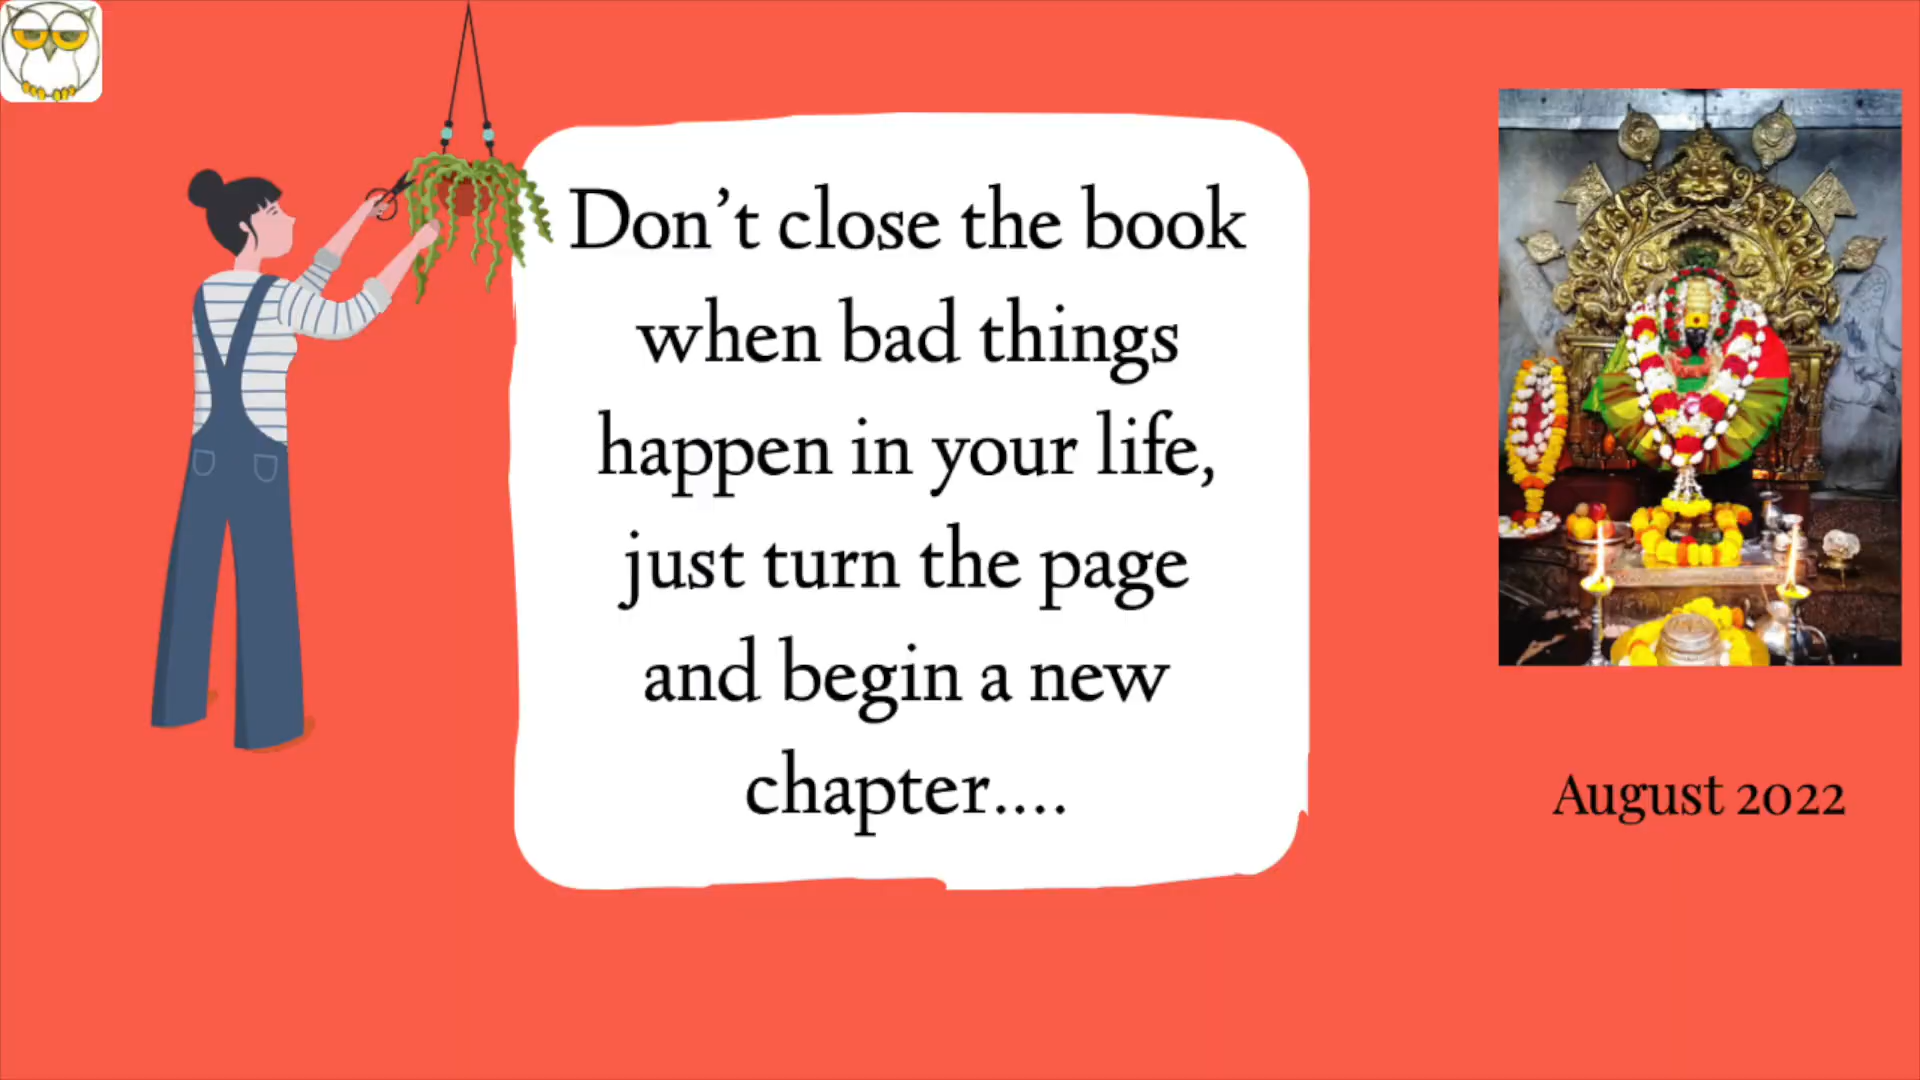 Don’t close the book
when bad things
happen in your life,
just turn the page
and begin a new
chapter....
August 2022